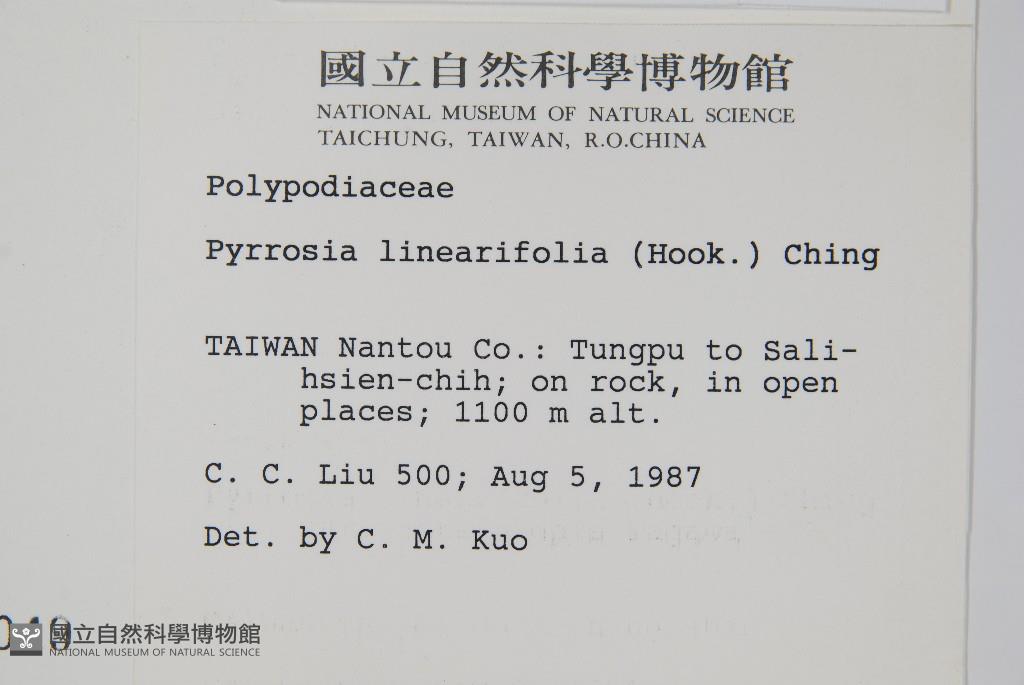 國立自然科學博物館
NATIONAL MUSEUM OF NATURAL SCIENCE
TAICHUNG, TAIWAN, R.O.CHINA
Polypodiaceae
Pyrrosia linearifolia (Hook.) Ching
TAIWAN Nantou Co.: Tungpu to Sali-
hsien-chih; on rock, in open
places; 1100 m alt.
C. C. Liu 500; Aug 5, 1987
Det. by C. M. Kuo
國立自然科學博物館
NATIONAL MUSEUM OF NATURAL SCIENCE